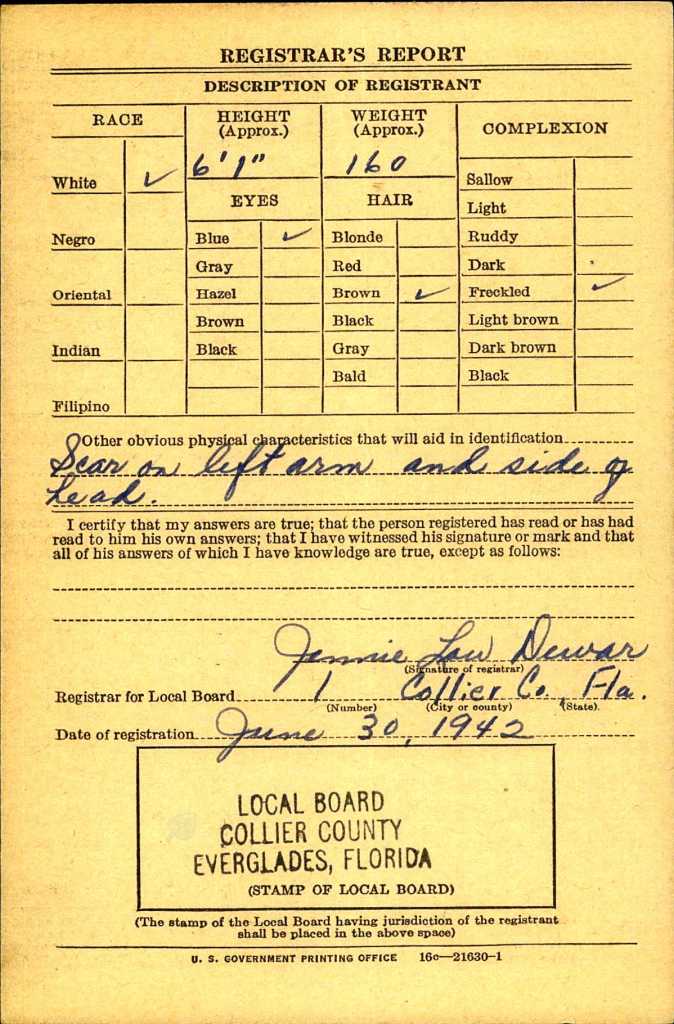 REGISTRAR'S REPORT
DESCRIPTION OF REGISTRANT
RACE HEIGHT (Approx.) WEIGHT (Approx.) COMPLEXION
6'1" 160
White ✓ Sallow
EYES HAIR Light
Negro Blue ✓ Blonde Ruddy
Gray Red Dark
Oriental Hazel Brown ✓ Freckled ✓
Brown Black Light brown
Indian Black Gray Dark brown
Bald Black
Filipino
Other obvious physical characteristics that will aid in identification
Scar on left arm and side of
head.
I certify that my answers are true; that the person registered has read or has had
read to him his own answers; that I have witnessed his signature or mark and that
all of his answers of which I have knowledge are true, except as follows:
Jennie Lou Dewar
(Signature of registrar)
Registrar for Local Board 1 Collier Co., Fla.
(Number) (City or county) (State)
Date of registration June 30, 1942
LOCAL BOARD
COLLIER COUNTY
EVERGLADES, FLORIDA
(STAMP OF LOCAL BOARD)
(The stamp of the Local Board having jurisdiction of the registrant
shall be placed in the above space)
U. S. GOVERNMENT PRINTING OFFICE 16c—21630-1